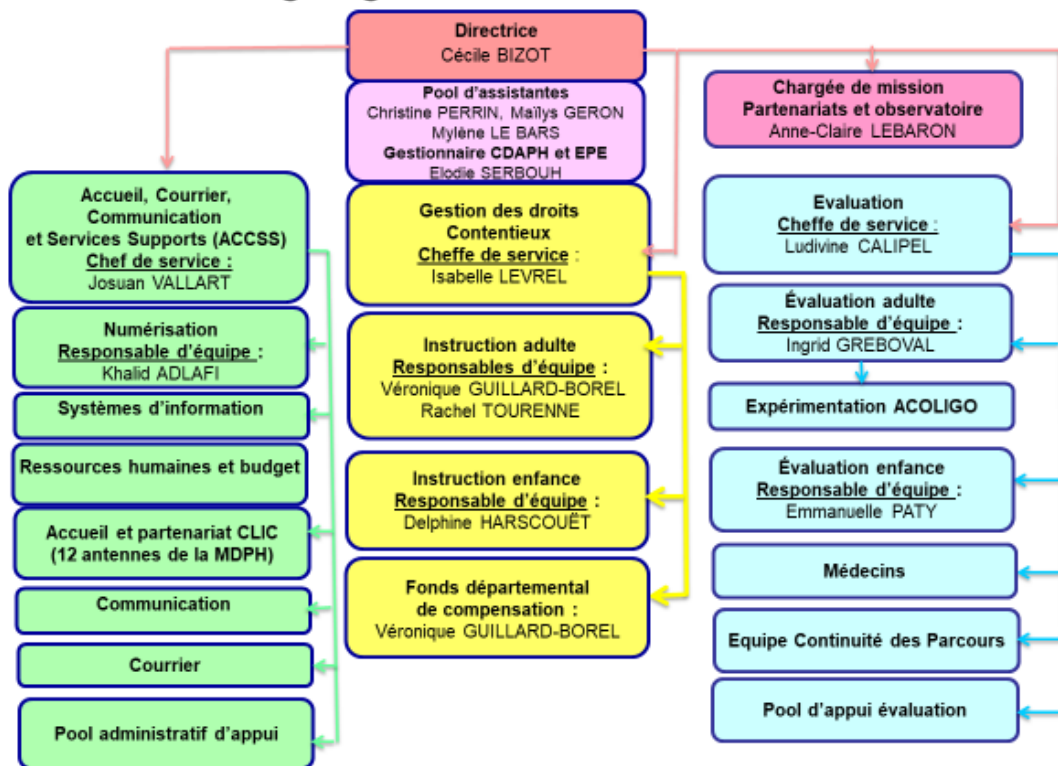 Directrice
Cécile BIZOT
Pool d'assistantes
Christine PERRIN, Maïlys GERON
Mylène LE BARS
Gestionnaire CDAPH et EPE
Elodie SERBOUH
Chargée de mission
Partenariats et observatoire
Anne-Claire LEBARON
Accueil, Courrier,
Communication
et Services Supports (ACCSS)
Chef de service :
Josuan VALLART
Numérisation
Responsable d'équipe :
Khalid ADLAFI
Systèmes d'information
Ressources humaines et budget
Accueil et partenariat CLIC
(12 antennes de la MDPH)
Communication
Courrier
Pool administratif d'appui
Gestion des droits
Contentieux
Cheffe de service :
Isabelle LEVREL
Instruction adulte
Responsables d'équipe :
Véronique GUILLARD-BOREL
Rachel TOURENNE
Instruction enfance
Responsable d'équipe :
Delphine HARSCOUËT
Fonds départemental
de compensation :
Véronique GUILLARD-BOREL
Evaluation
Cheffe de service :
Ludivine CALIPEL
Évaluation adulte
Responsable d'équipe :
Ingrid GREBOVAL
Expérimentation ACOLIGO
Évaluation enfance
Responsable d'équipe :
Emmanuelle PATY
Médecins
Equipe Continuité des Parcours
Pool d'appui évaluation